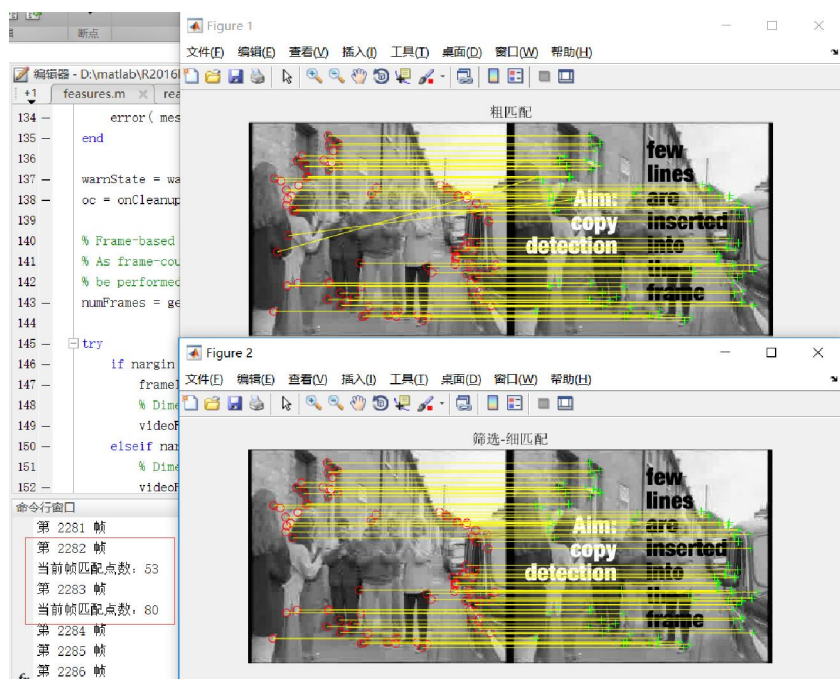 断点
编辑器 - D:\matlab\R2016
+1 feasures.m × rea
134 — error( mes
135 — end
136
137 — warnState = wa
138 — oc = onCleanup
139
140 % Frame-based
141 % As frame-cou
142 % be performed
143 — numFrames = ge
144
145 — try
146 — if nargin
147 — frameI
148 % Dime
149 — videoF
150 — elseif nar
151 % Dime
152 — videoF
命令行窗口
第 2281 帧
第 2282 帧
当前帧匹配点数: 53
第 2283 帧
当前帧匹配点数: 80
第 2284 帧
第 2285 帧
第 2286 帧
fx
Figure 1
文件(F) 编辑(E) 查看(V) 插入(I) 工具(T) 桌面(D) 窗口(W) 帮助(H)
粗匹配
few
lines
are
inserted
into
the
frame
Aim:
copy
detection
Figure 2
文件(F) 编辑(E) 查看(V) 插入(I) 工具(T) 桌面(D) 窗口(W) 帮助(H)
筛选-细匹配
few
lines
are
inserted
into
the
frame
Aim:
copy
detection